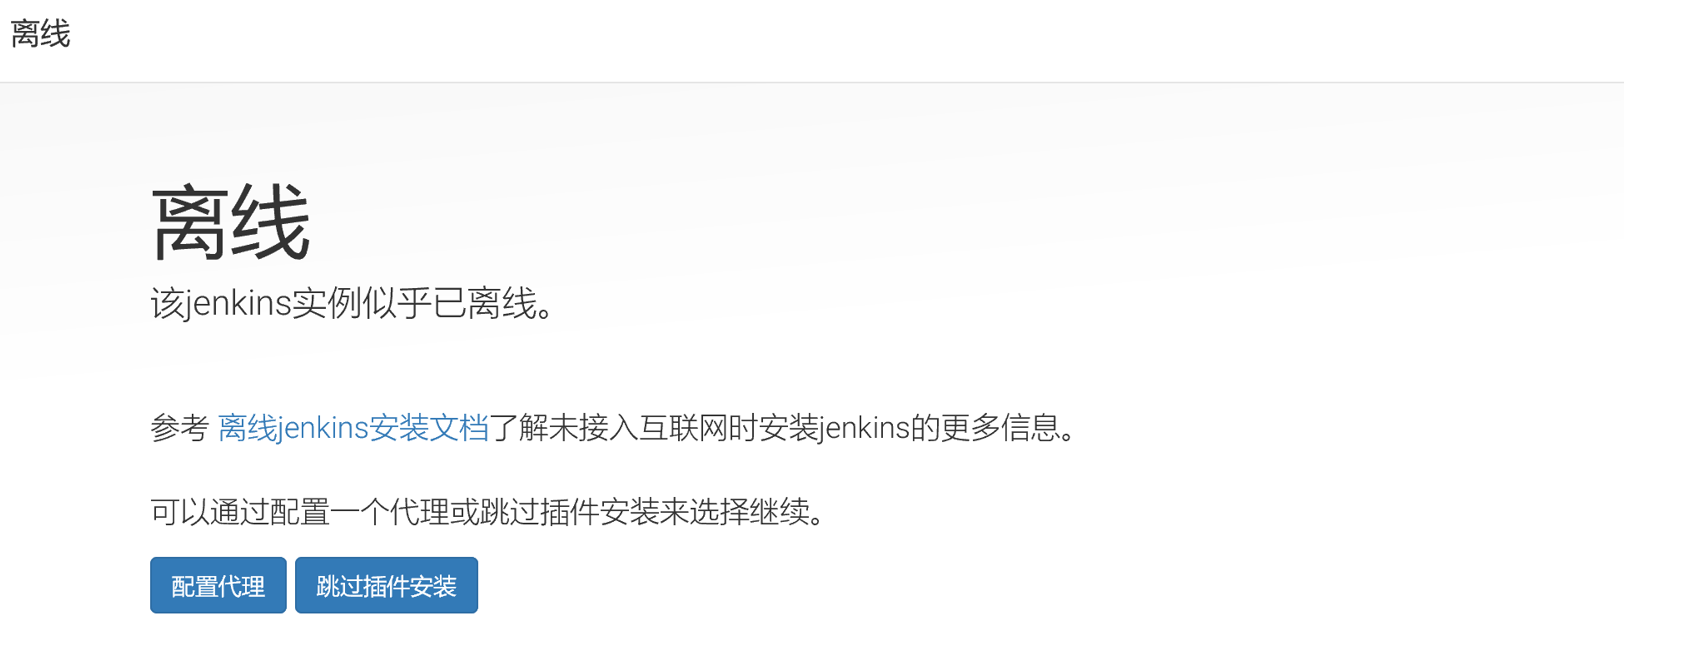 离线
离线
该jenkins实例似乎已离线。
参考 离线jenkins安装文档了解未接入互联网时安装jenkins的更多信息。
可以通过配置一个代理或跳过插件安装来选择继续。
配置代理 跳过插件安装